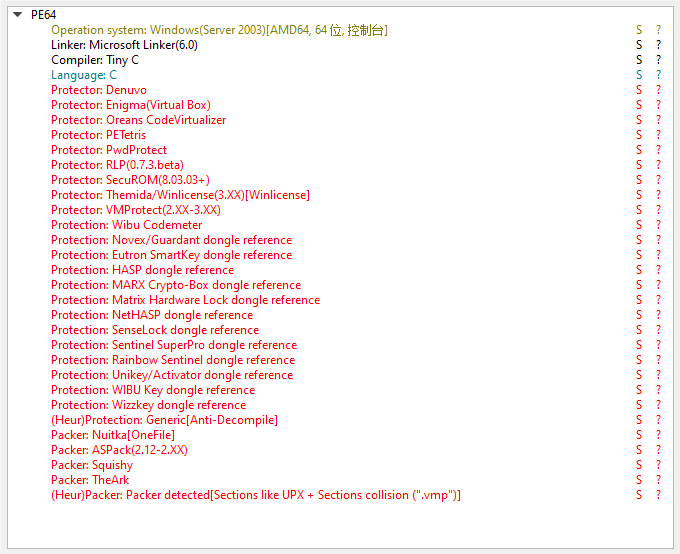 PE64
Operation system: Windows(Server 2003)[AMD64, 64 位, 控制台] S ?
Linker: Microsoft Linker(6.0) S ?
Compiler: Tiny C S ?
Language: C S ?
Protector: Denuvo S ?
Protector: Enigma(Virtual Box) S ?
Protector: Oreans CodeVirtualizer S ?
Protector: PETetris S ?
Protector: PwdProtect S ?
Protector: RLP(0.7.3.beta) S ?
Protector: SecuROM(8.03.03+) S ?
Protector: Themida/Winlicense(3.XX)[Winlicense] S ?
Protector: VMProtect(2.XX-3.XX) S ?
Protection: Wibu Codemeter S ?
Protection: Novex/Guardant dongle reference S ?
Protection: Eutron SmartKey dongle reference S ?
Protection: HASP dongle reference S ?
Protection: MARX Crypto-Box dongle reference S ?
Protection: Matrix Hardware Lock dongle reference S ?
Protection: NetHASP dongle reference S ?
Protection: SenseLock dongle reference S ?
Protection: Sentinel SuperPro dongle reference S ?
Protection: Rainbow Sentinel dongle reference S ?
Protection: Unikey/Activator dongle reference S ?
Protection: WIBU Key dongle reference S ?
Protection: Wizzkey dongle reference S ?
(Heur)Protection: Generic[Anti-Decompile] S ?
Packer: Nuitka[OneFile] S ?
Packer: ASPack(2.12-2.XX) S ?
Packer: Squishy S ?
Packer: TheArk S ?
(Heur)Packer: Packer detected[Sections like UPX + Sections collision (".vmp")] S ?